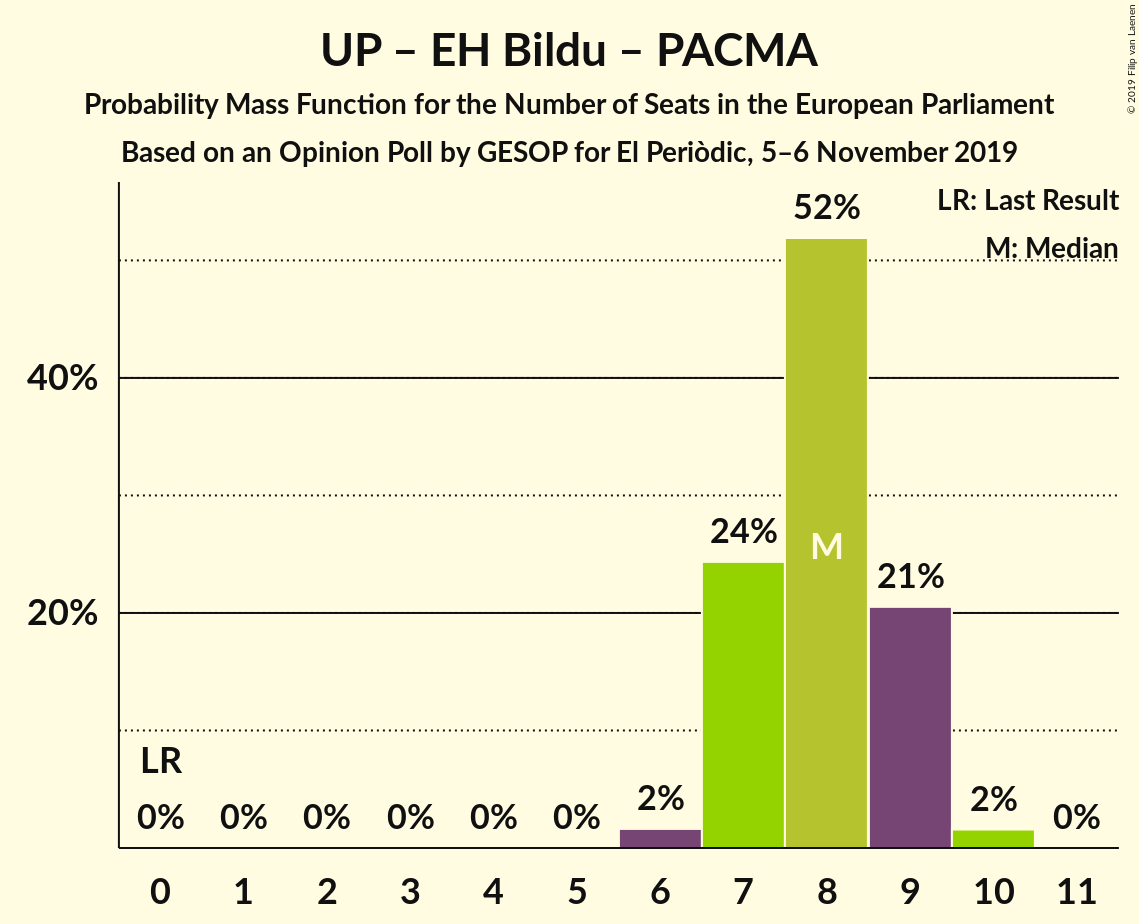 UP – EH Bildu – PACMA
Probability Mass Function for the Number of Seats in the European Parliament
Based on an Opinion Poll by GESOP for El Periòdic, 5–6 November 2019
© 2019 Filip van Laenen
LR: Last Result
M: Median
52%
40%
24%
M
21%
20%
LR
0% 0% 0% 0% 0% 0% 2% 2% 0%
0 1 2 3 4 5 6 7 8 9 10 11